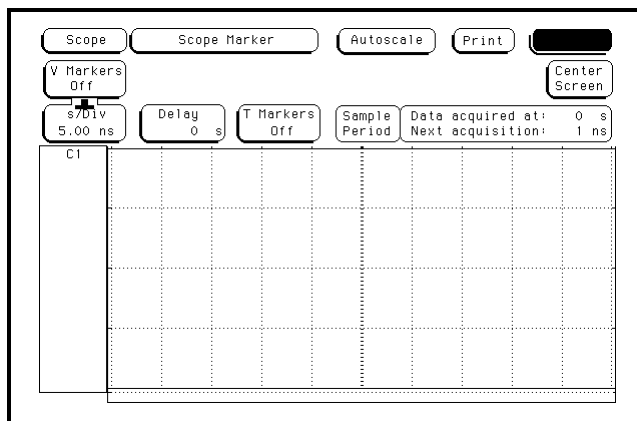 Scope
Scope Marker
Autoscale
Print
V Markers
Off
Center
Screen
s/Div
5.00 ns
Delay
0 s
T Markers
Off
Sample
Period
Data acquired at: 0 s
Next acquisition: 1 ns
C1